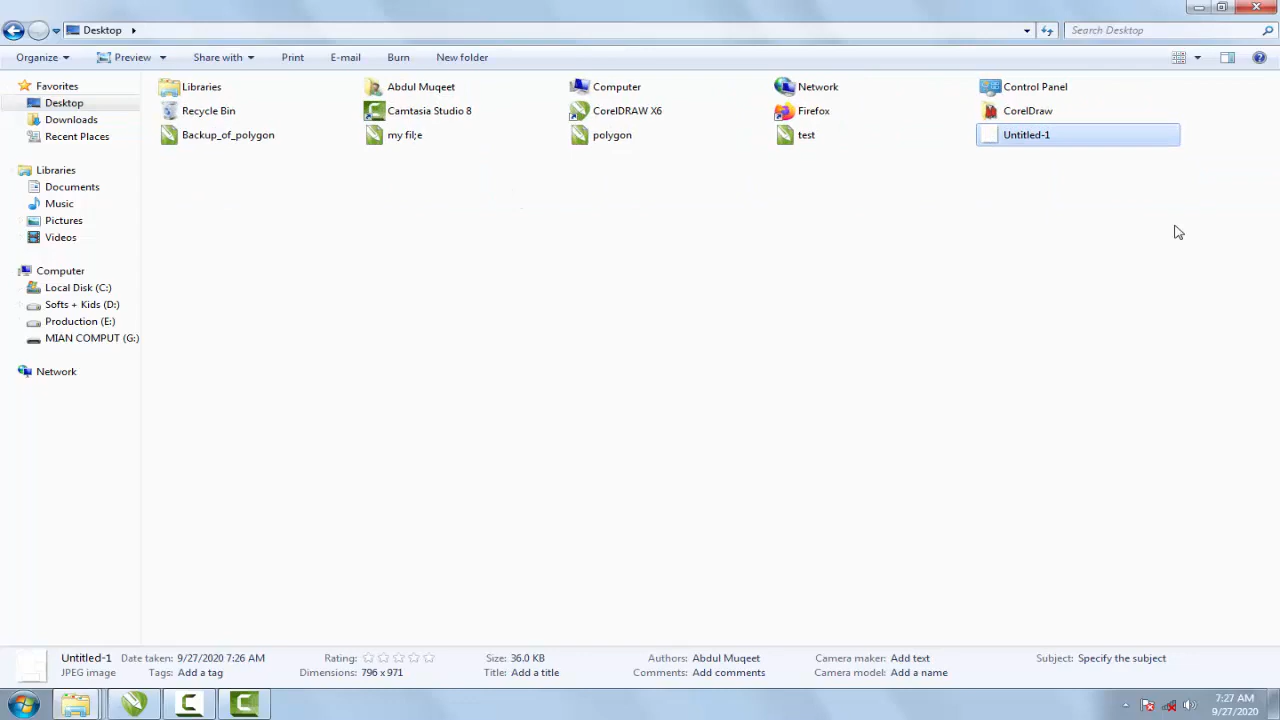 Desktop
Search Desktop
Organize Preview Share with Print E-mail Burn New folder
Favorites
Desktop
Downloads
Recent Places
Libraries
Documents
Music
Pictures
Videos
Computer
Local Disk (C:)
Softs + Kids (D:)
Production (E:)
MIAN COMPUT (G:)
Network
Libraries Abdul Muqeet Computer Network Control Panel
Recycle Bin Camtasia Studio 8 CorelDRAW X6 Firefox CorelDraw
Backup_of_polygon my fil;e polygon test Untitled-1
Untitled-1 Date taken: 9/27/2020 7:26 AM Rating: Size: 36.0 KB Authors: Abdul Muqeet Camera maker: Add text Subject: Specify the subject
JPEG image Tags: Add a tag Dimensions: 796 x 971 Title: Add a title Comments: Add comments Camera model: Add a name
7:27 AM
9/27/2020